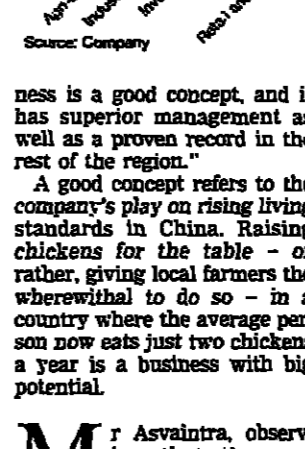 Source: Company
ness is a good concept, and i
has superior management as
well as a proven record in the
rest of the region."
A good concept refers to the
company's play on rising living
standards in China. Raising
chickens for the table – o
rather, giving local farmers the
wherewithal to do so – in a
country where the average per
son now eats just two chickens
a year is a business with big
potential.
Mr Asvaintra, observ